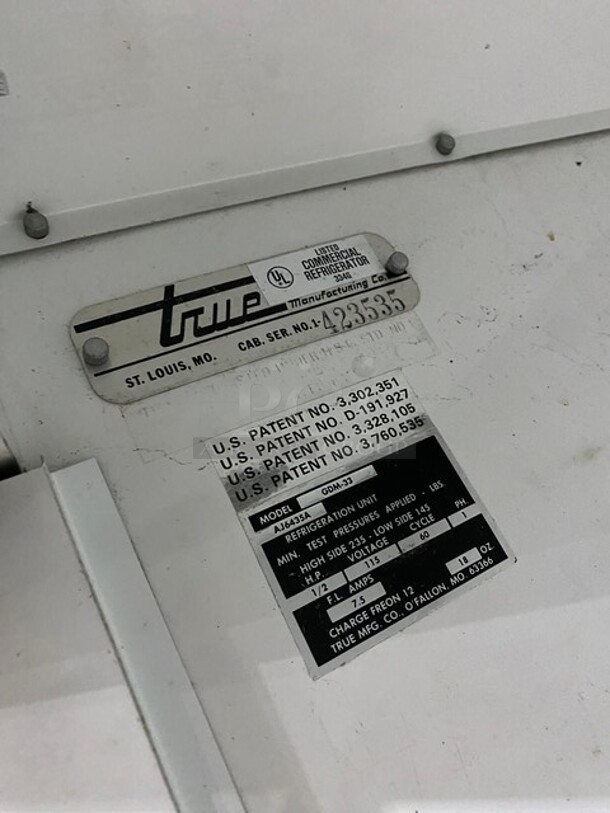 LISTED
COMMERCIAL
REFRIGERATOR
3340
UL
true Manufacturing Co.
ST. LOUIS, MO. CAB. SER. NO. 1-423535
U.S. PATENT NO. 3,302,351
U.S. PATENT NO. D-191,927
U.S. PATENT NO. 3,328,105
U.S. PATENT NO. 3,760,535
MODEL GDM-33
AJ6435A REFRIGERATION UNIT
MIN. TEST PRESSURES APPLIED - LBS.
HIGH SIDE 235 - LOW SIDE 145
H.P. VOLTAGE CYCLE PH
1/2 115 60 1
F.L. AMPS
7.5
CHARGE FREON 12 18 OZ.
TRUE MFG. CO., O'FALLON, MO. 63366